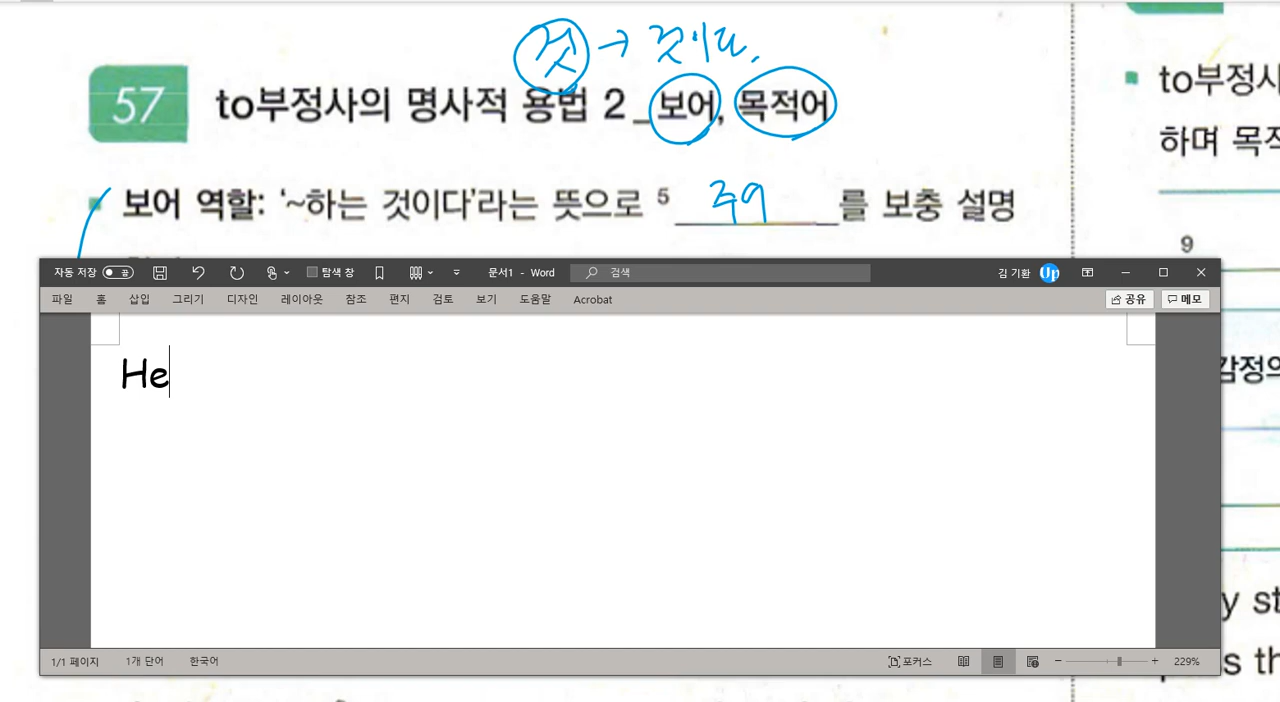 것 → 것이다.
57 to부정사의 명사적 용법 2_보어, 목적어
보어 역할: '~하는 것이다'라는 뜻으로 5 주어 를 보충 설명
to부정사
하며 목적
9
자동 저장 탐색 창 문서1 - Word 검색 김 기환 Up
파일 홈 삽입 그리기 디자인 레이아웃 참조 편지 검토 보기 도움말 Acrobat 공유 메모
He
감정의
y st
s th
1/1 페이지 1개 단어 한국어 포커스 229%